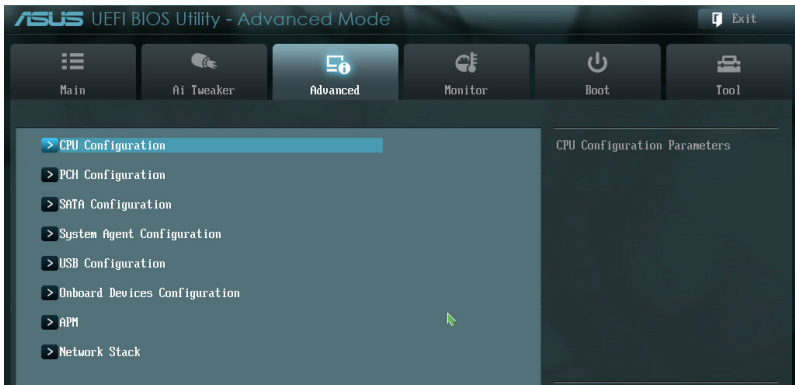 ASUS UEFI BIOS Utility - Advanced Mode
Exit
Main
Ai Tweaker
Advanced
Monitor
Boot
Tool
> CPU Configuration
CPU Configuration Parameters
> PCH Configuration
> SATA Configuration
> System Agent Configuration
> USB Configuration
> Onboard Devices Configuration
> APM
> Network Stack